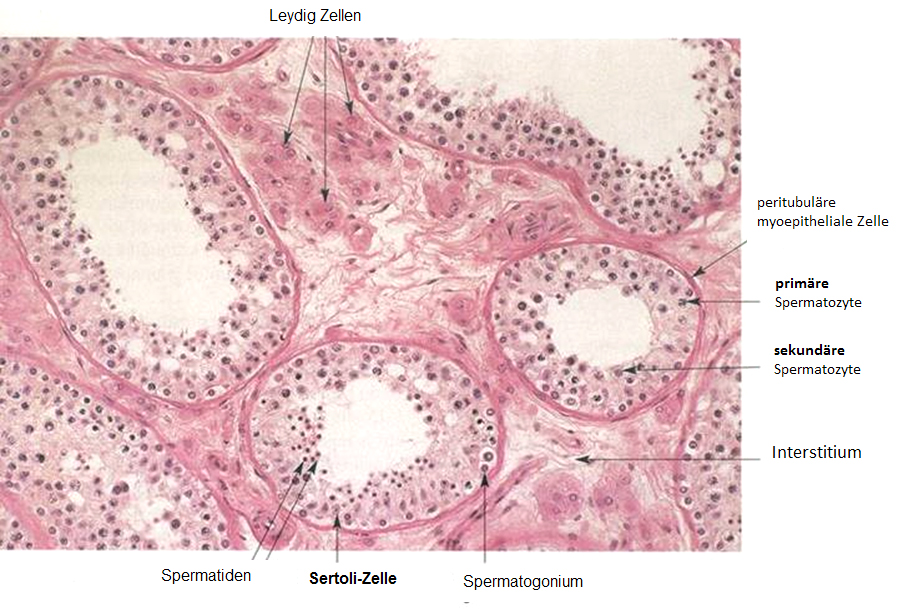 Leydig Zellen
peritubuläre
myoepitheliale Zelle
primäre
Spermatozyte
sekundäre
Spermatozyte
Interstitium
Spermatiden
Sertoli-Zelle
Spermatogonium